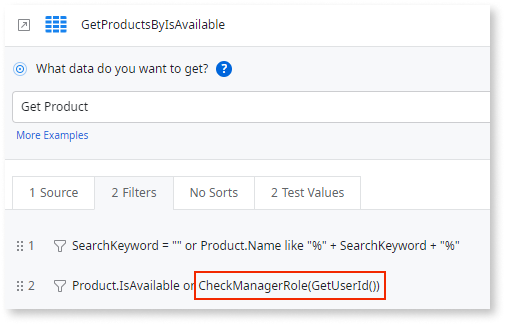 GetProductsByIsAvailable
What data do you want to get? ?
Get Product
More Examples
1 Source 2 Filters No Sorts 2 Test Values
1 SearchKeyword = "" or Product.Name like "%" + SearchKeyword + "%"
2 Product.IsAvailable or CheckManagerRole(GetUserId())